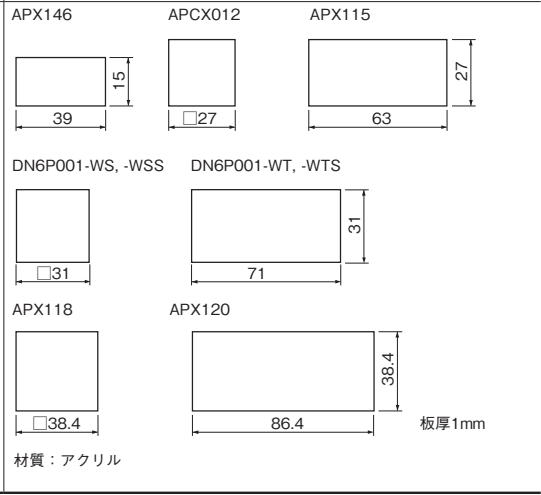 APX146 APCX012 APX115
15
27
39 □27 63
DN6P001-WS, -WSS DN6P001-WT, -WTS
31
□31 71
APX118 APX120
38.4
□38.4 86.4 板厚1mm
材質：アクリル